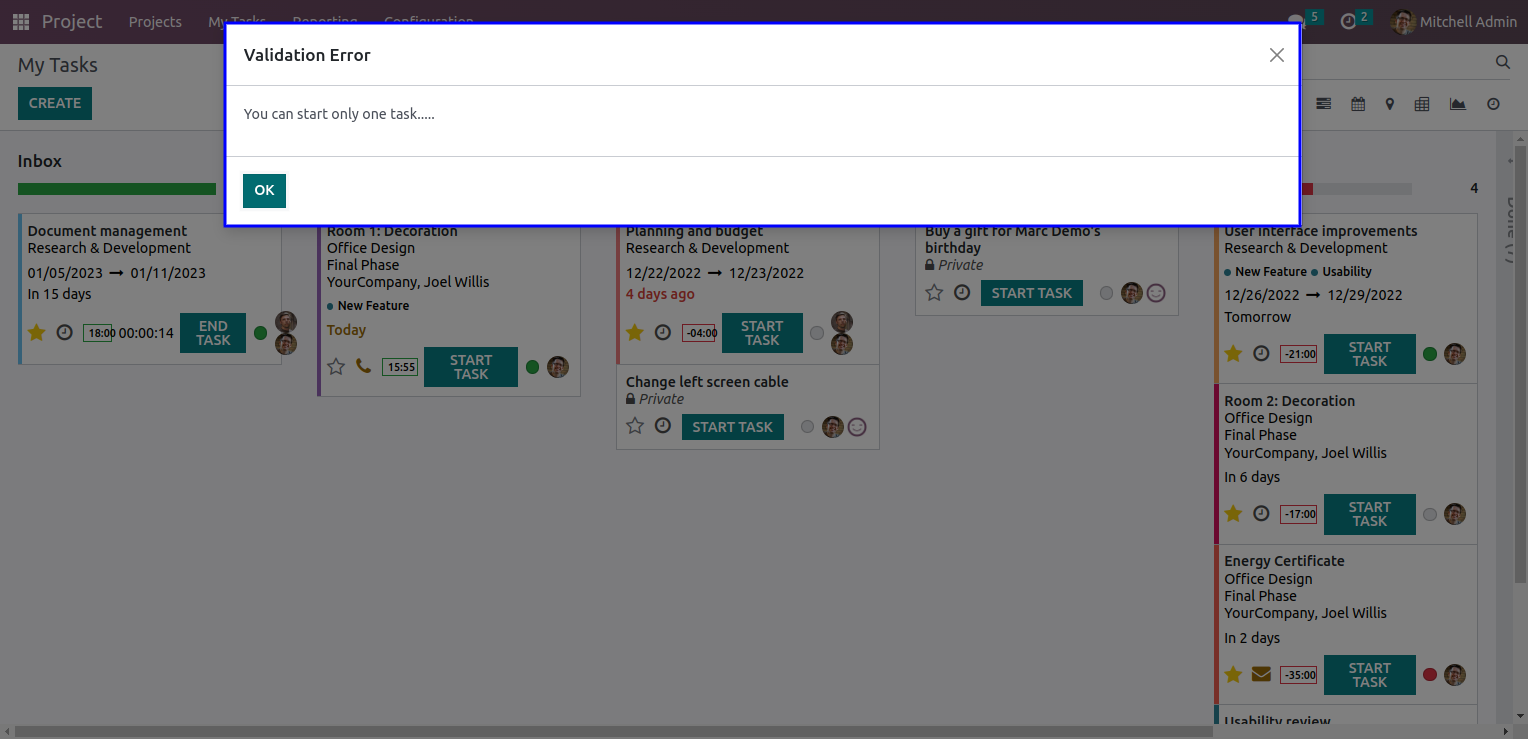 Project
Projects
My Tasks
Reporting
Configuration
5
2
Mitchell Admin
Validation Error
You can start only one task.....
OK
My Tasks
CREATE
Inbox
Document management
Research & Development
01/05/2023 → 01/11/2023
In 15 days
18:00 00:00:14
END
TASK
Room 1: Decoration
Office Design
Final Phase
YourCompany, Joel Willis
New Feature
Today
15:55
START
TASK
Planning and budget
Research & Development
12/22/2022 → 12/23/2022
4 days ago
-04:00
START
TASK
Change left screen cable
Private
START TASK
Buy a gift for Marc Demo's
birthday
Private
START TASK
4
User interface improvements
Research & Development
New Feature
Usability
12/26/2022 → 12/29/2022
Tomorrow
-21:00
START
TASK
Room 2: Decoration
Office Design
Final Phase
YourCompany, Joel Willis
In 6 days
-17:00
START
TASK
Energy Certificate
Office Design
Final Phase
YourCompany, Joel Willis
In 2 days
-35:00
START
TASK
Usability review